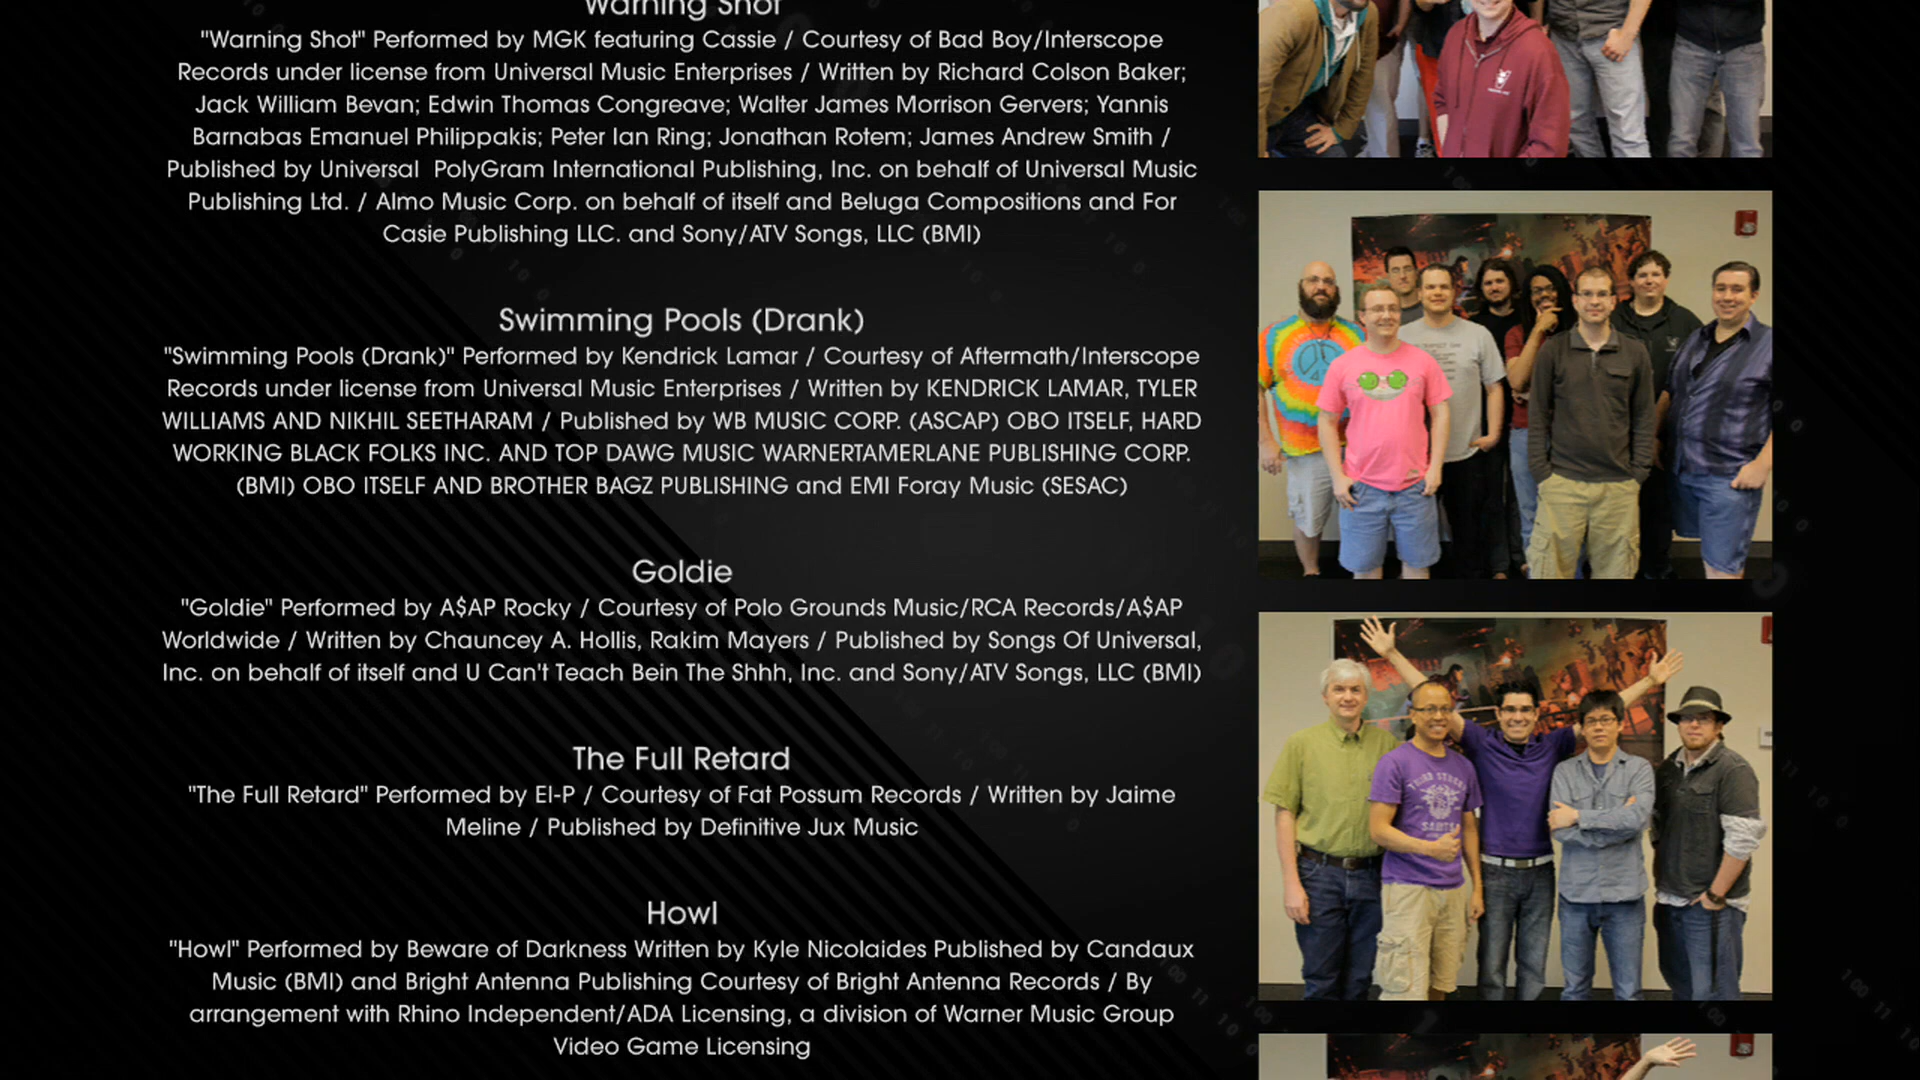 Warning Shot
"Warning Shot" Performed by MGK featuring Cassie / Courtesy of Bad Boy/Interscope
Records under license from Universal Music Enterprises / Written by Richard Colson Baker;
Jack William Bevan; Edwin Thomas Congreave; Walter James Morrison Gervers; Yannis
Barnabas Emanuel Philippakis; Peter Ian Ring; Jonathan Rotem; James Andrew Smith /
Published by Universal  PolyGram International Publishing, Inc. on behalf of Universal Music
Publishing Ltd. / Almo Music Corp. on behalf of itself and Beluga Compositions and For
Casie Publishing LLC. and Sony/ATV Songs, LLC (BMI)
Swimming Pools (Drank)
"Swimming Pools (Drank)" Performed by Kendrick Lamar / Courtesy of Aftermath/Interscope
Records under license from Universal Music Enterprises / Written by KENDRICK LAMAR, TYLER
WILLIAMS AND NIKHIL SEETHARAM / Published by WB MUSIC CORP. (ASCAP) OBO ITSELF, HARD
WORKING BLACK FOLKS INC. AND TOP DAWG MUSIC WARNERTAMERLANE PUBLISHING CORP.
(BMI) OBO ITSELF AND BROTHER BAGZ PUBLISHING and EMI Foray Music (SESAC)
Goldie
"Goldie" Performed by A$AP Rocky / Courtesy of Polo Grounds Music/RCA Records/A$AP
Worldwide / Written by Chauncey A. Hollis, Rakim Mayers / Published by Songs Of Universal,
Inc. on behalf of itself and U Can't Teach Bein The Shhh, Inc. and Sony/ATV Songs, LLC (BMI)
The Full Retard
"The Full Retard" Performed by El-P / Courtesy of Fat Possum Records / Written by Jaime
Meline / Published by Definitive Jux Music
Howl
"Howl" Performed by Beware of Darkness Written by Kyle Nicolaides Published by Candaux
Music (BMI) and Bright Antenna Publishing Courtesy of Bright Antenna Records / By
arrangement with Rhino Independent/ADA Licensing, a division of Warner Music Group
Video Game Licensing
THIRD STREET
SAINTS